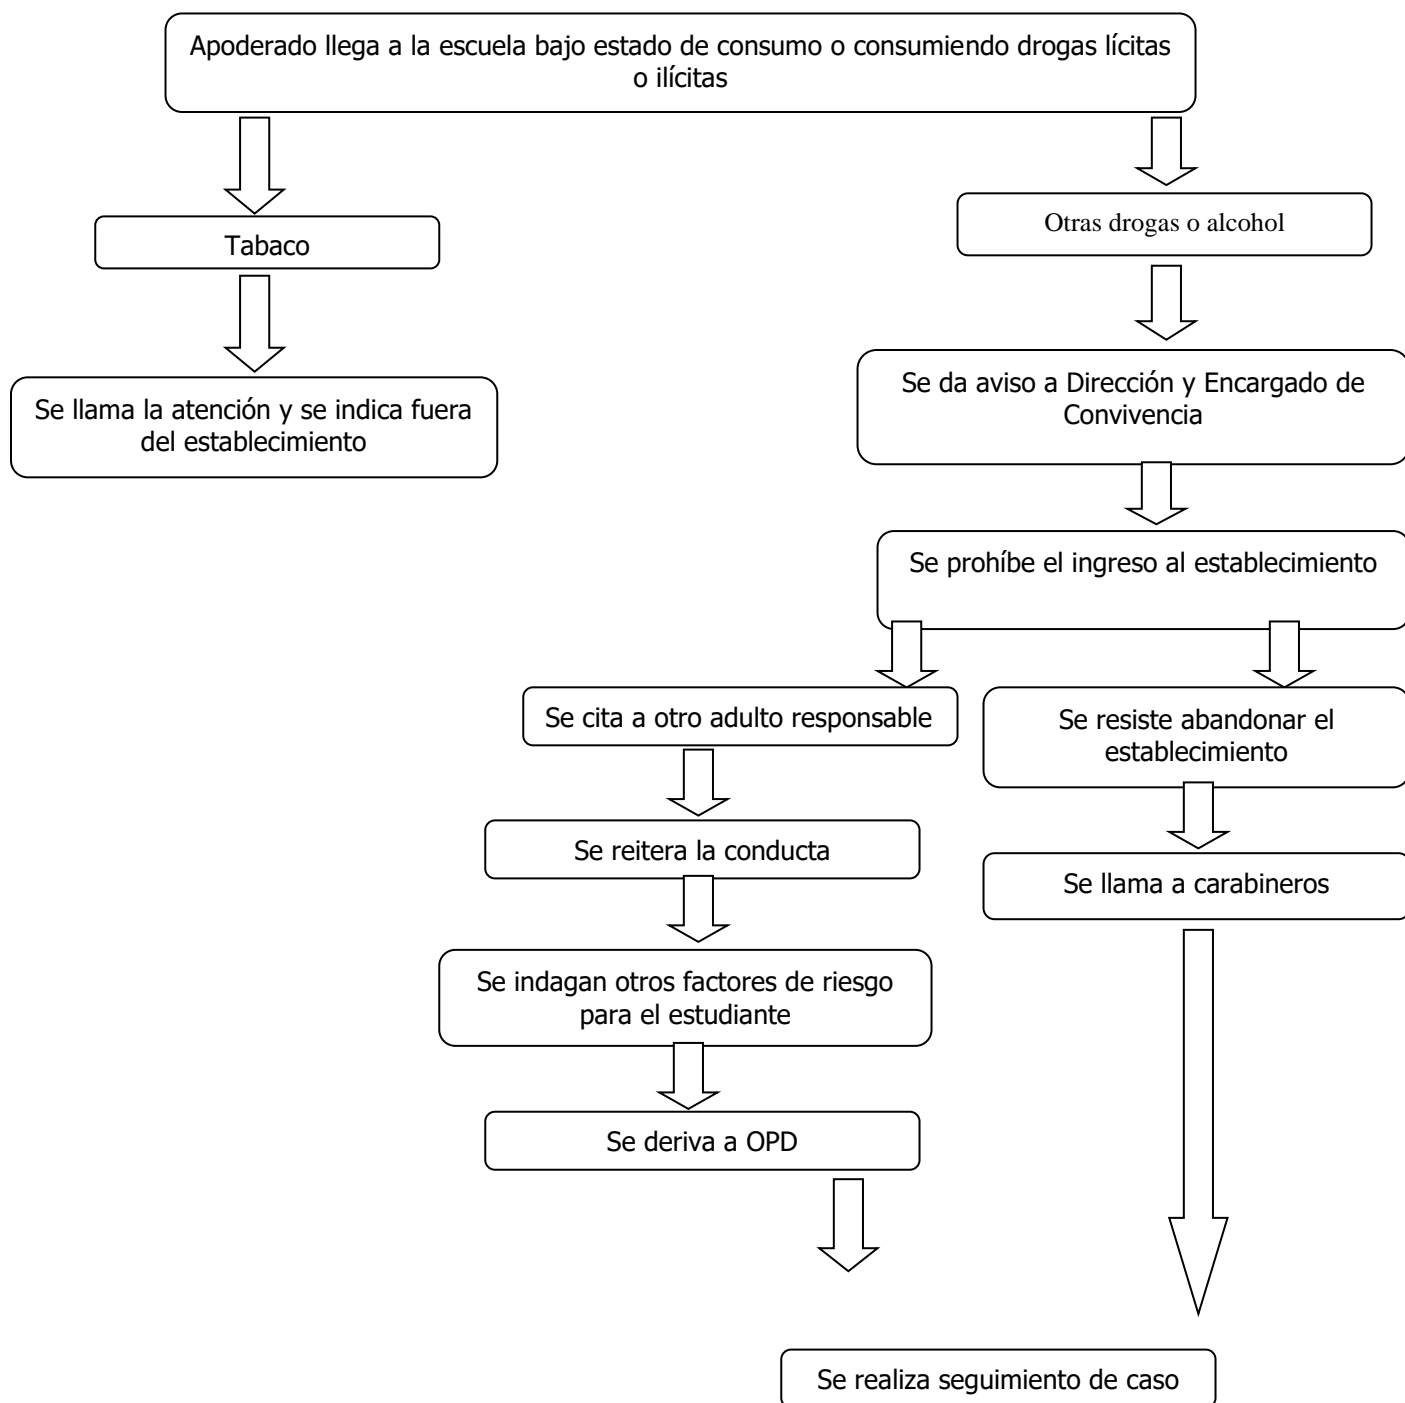 Apoderado llega a la escuela bajo estado de consumo o consumiendo drogas lícitas
o ilícitas
Tabaco
Otras drogas o alcohol
Se llama la atención y se indica fuera
del establecimiento
Se da aviso a Dirección y Encargado de
Convivencia
Se prohíbe el ingreso al establecimiento
Se cita a otro adulto responsable
Se resiste abandonar el
establecimiento
Se reitera la conducta
Se llama a carabineros
Se indagan otros factores de riesgo
para el estudiante
Se deriva a OPD
Se realiza seguimiento de caso